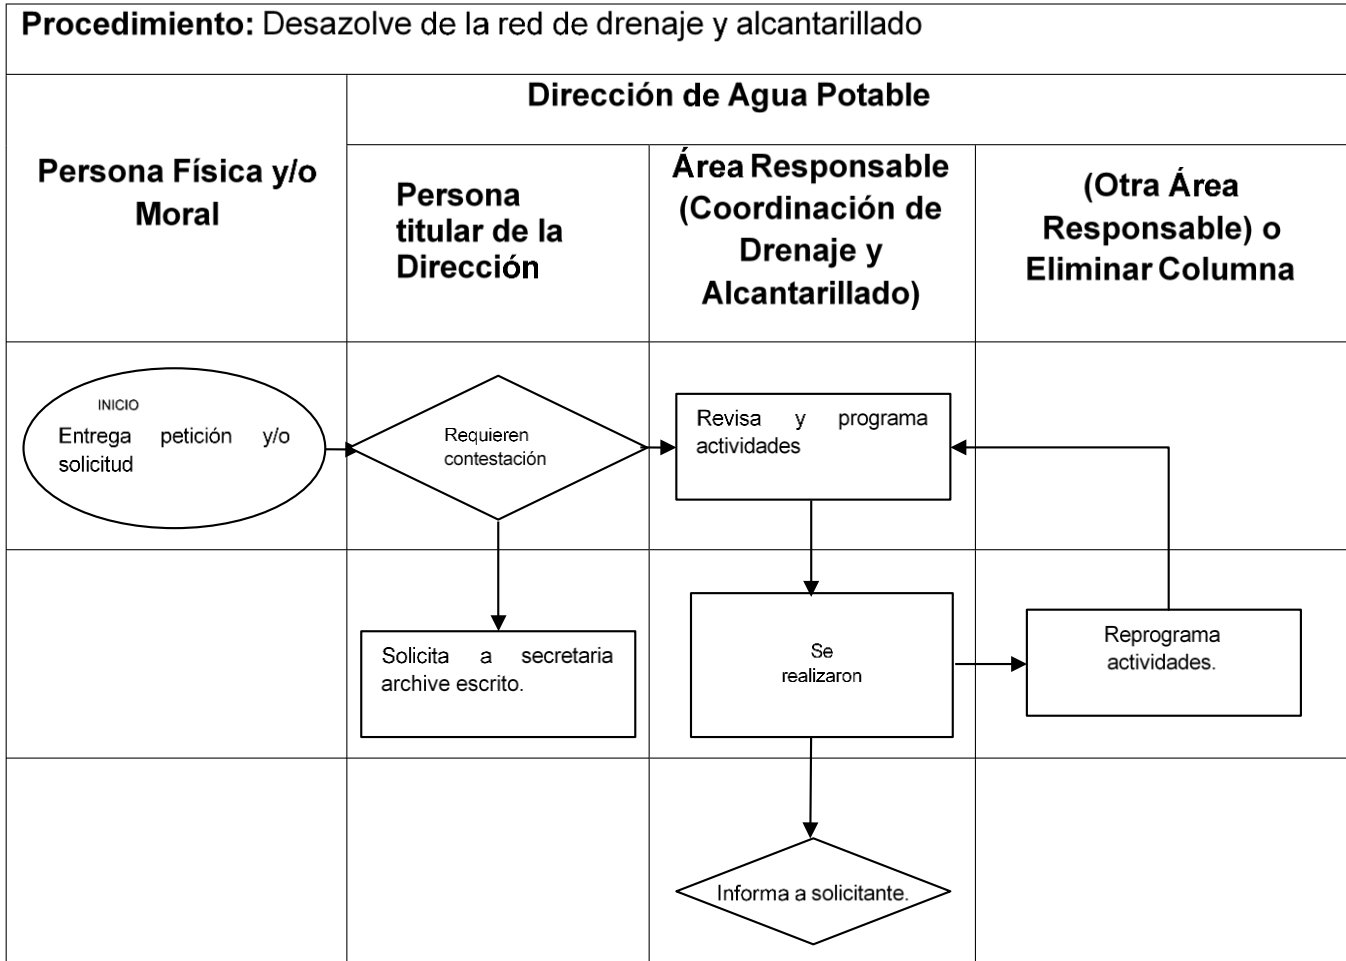 Procedimiento: Desazolve de la red de drenaje y alcantarillado
Dirección de Agua Potable
Persona Física y/o
Moral
Persona
titular de la
Dirección
Área Responsable
(Coordinación de
Drenaje y
Alcantarillado)
(Otra Área
Responsable) o
Eliminar Columna
INICIO
Entrega petición y/o
solicitud
Requieren
contestación
Revisa y programa
actividades
Solicita a secretaria
archive escrito.
Se
realizaron
Reprograma
actividades.
Informa a solicitante.